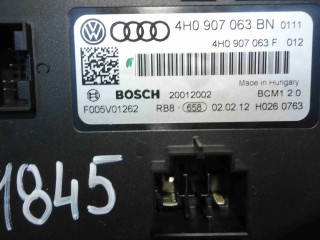 4H0 907 063 BN 0111
4H0 907 063 F 012
Made in Hungary
BOSCH 20012002 BCM1 2.0
F005V01262 RB8 - 658 - 02.02.12 H026 0763
1845